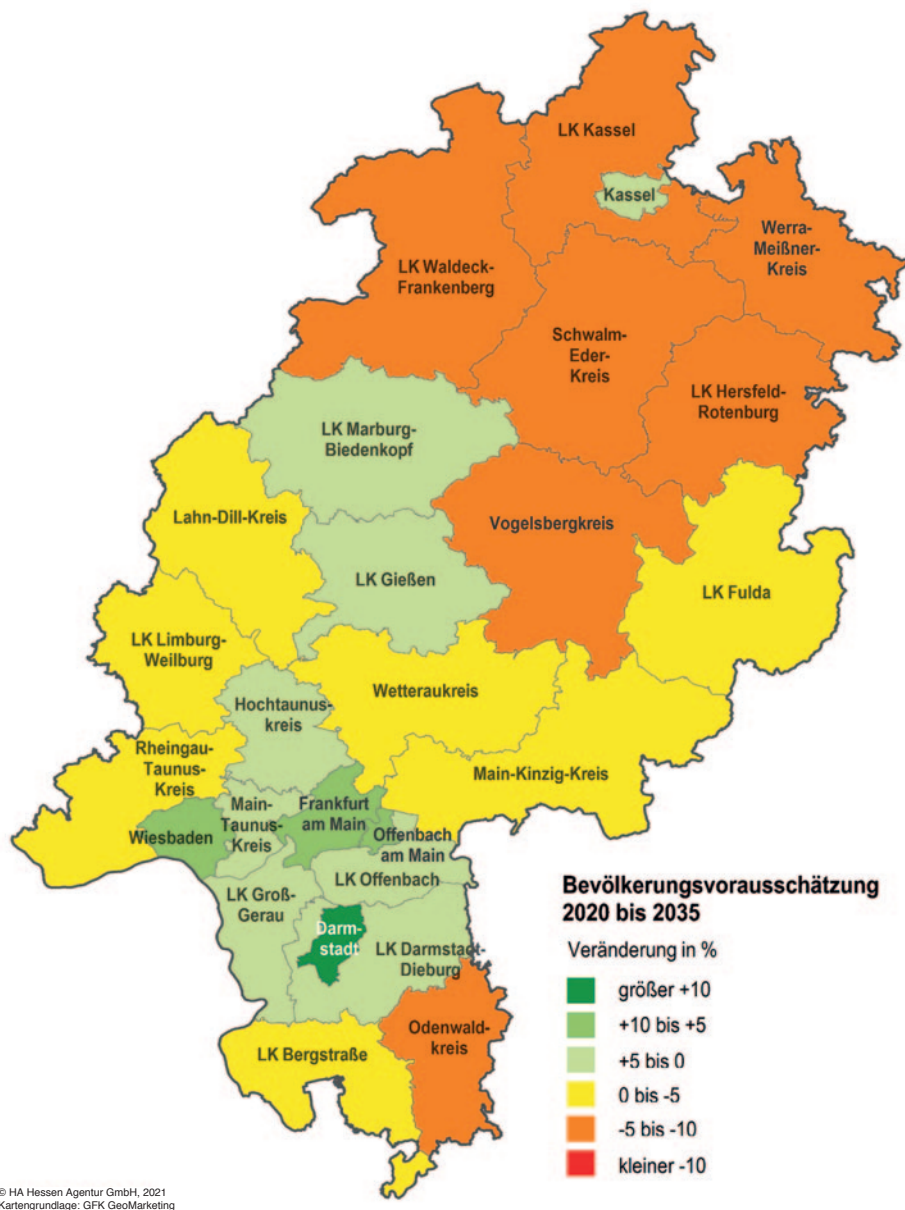 LK Kassel
Kassel
Werra-
Meißner-
Kreis
LK Waldeck-
Frankenberg
Schwalm-
Eder-
Kreis
LK Hersfeld-
Rotenburg
LK Marburg-
Biedenkopf
Lahn-Dill-Kreis
Vogelsbergkreis
LK Gießen
LK Fulda
LK Limburg-
Weilburg
Wetteraukreis
Hochtaunus-
kreis
Rheingau-
Taunus-
Kreis
Main-Kinzig-Kreis
Main-
Taunus-
Kreis
Frankfurt
am Main
Wiesbaden
Offenbach
am Main
LK Offenbach
LK Groß-
Gerau
Darm-
stadt
LK Darmstadt-
Dieburg
Odenwald-
kreis
LK Bergstraße
Bevölkerungsvorausschätzung
2020 bis 2035
Veränderung in %
größer +10
+10 bis +5
+5 bis 0
0 bis -5
-5 bis -10
kleiner -10
© HA Hessen Agentur GmbH, 2021
Kartengrundlage: GFK GeoMarketing